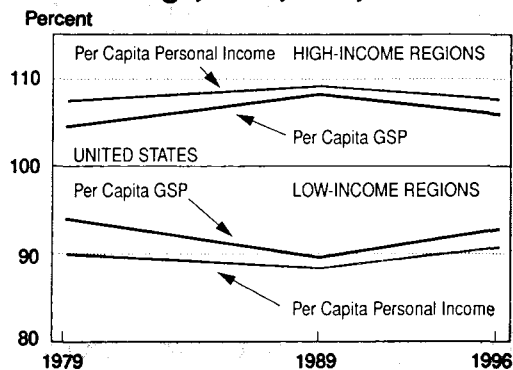 Percent
Per Capita Personal Income
HIGH-INCOME REGIONS
110
Per Capita GSP
100
UNITED STATES
Per Capita GSP
LOW-INCOME REGIONS
90
Per Capita Personal Income
80
1979
1989
1996